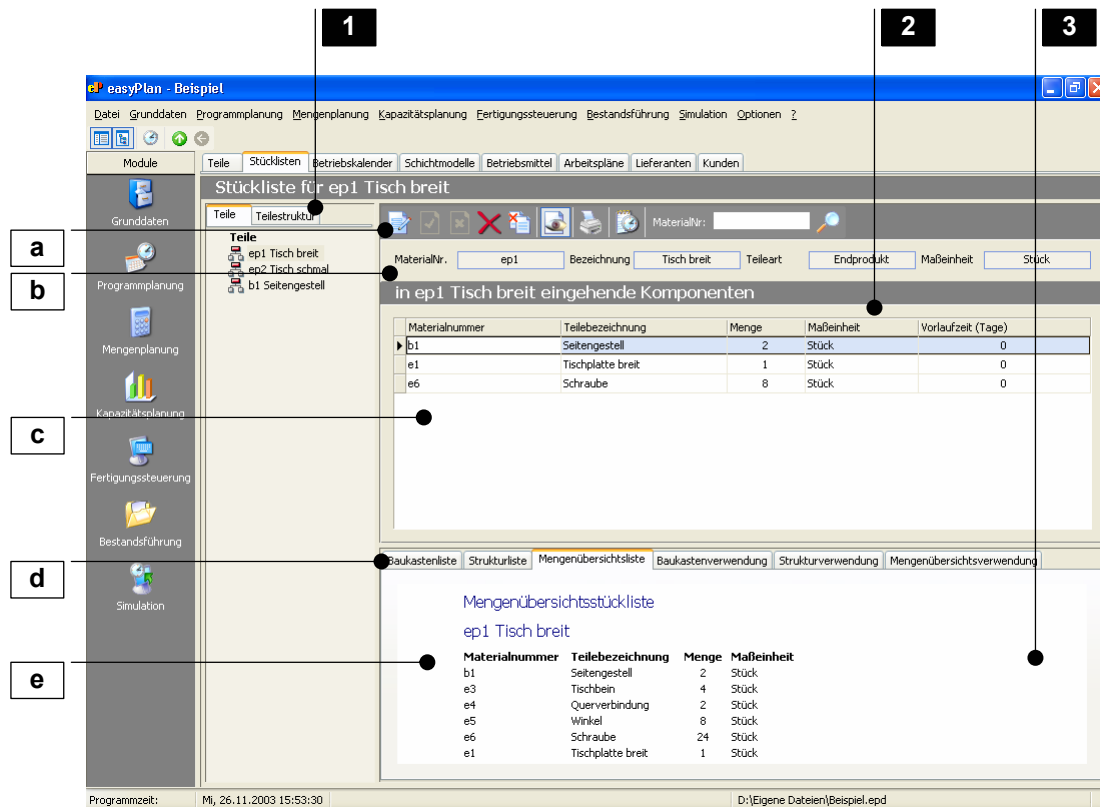 1
2
3
eP easyPlan - Beispiel
Datei Grunddaten Programmplanung Mengenplanung Kapazitätsplanung Fertigungssteuerung Bestandsführung Simulation Optionen ?
Module
Teile Stücklisten Betriebskalender Schichtmodelle Betriebsmittel Arbeitspläne Lieferanten Kunden
Stückliste für ep1 Tisch breit
Grunddaten
Programmplanung
Mengenplanung
Kapazitätsplanung
Fertigungssteuerung
Bestandsführung
Simulation
a
b
c
d
e
Teile Teilestruktur
Teile
ep1 Tisch breit
ep2 Tisch schmal
b1 Seitengestell
MaterialNr:
MaterialNr. ep1 Bezeichnung Tisch breit Teileart Endprodukt Maßeinheit Stück
in ep1 Tisch breit eingehende Komponenten
Materialnummer Teilebezeichnung Menge Maßeinheit Vorlaufzeit (Tage)
b1 Seitengestell 2 Stück 0
e1 Tischplatte breit 1 Stück 0
e6 Schraube 8 Stück 0
Baukastenliste Strukturliste Mengenübersichtsliste Baukastenverwendung Strukturverwendung Mengenübersichtsverwendung
Mengenübersichtsstückliste
ep1 Tisch breit
Materialnummer Teilebezeichnung Menge Maßeinheit
b1 Seitengestell 2 Stück
e3 Tischbein 4 Stück
e4 Querverbindung 2 Stück
e5 Winkel 8 Stück
e6 Schraube 24 Stück
e1 Tischplatte breit 1 Stück
Programmzeit: Mi, 26.11.2003 15:53:30 D:\Eigene Dateien\Beispiel.epd